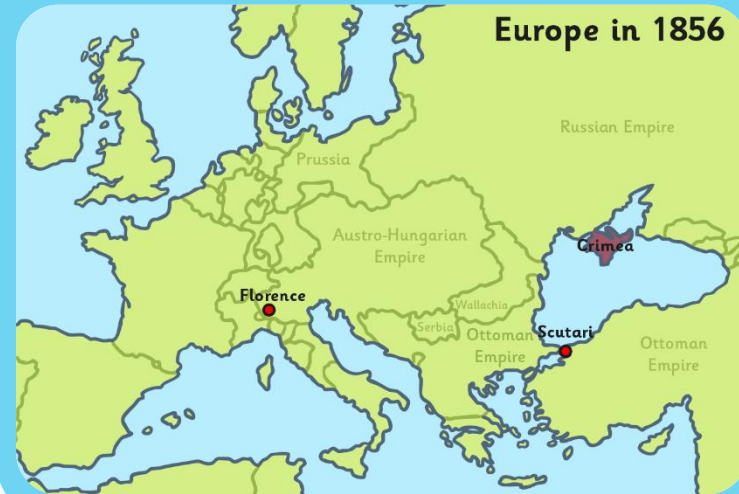 Europe in 1856
Russian Empire
Prussia
Austro-Hungarian
Empire
Crimea
Florence
Wallachia
Serbia
Ottoman
Empire
Scutari
Ottoman
Empire